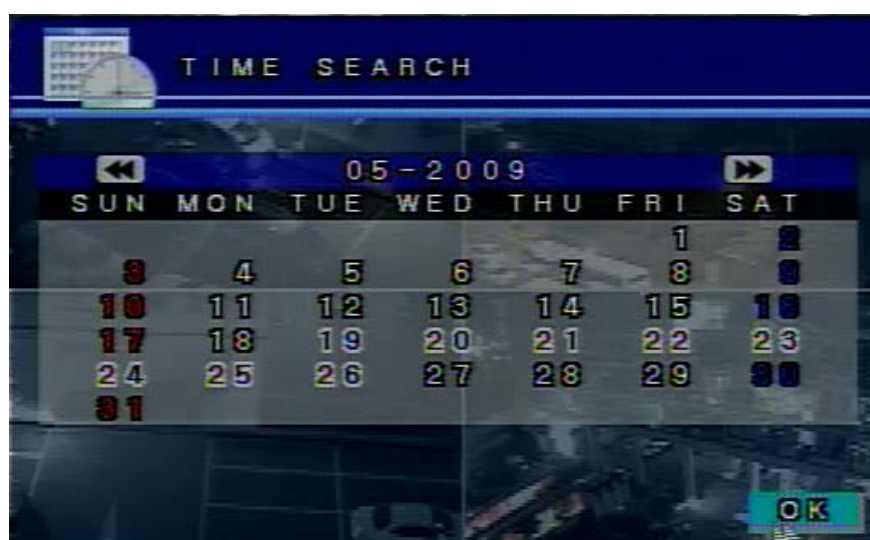 TIME SEARCH
05-2009
SUN MON TUE WED THU FRI SAT
1 2
3 4 5 6 7 8 9
10 11 12 13 14 15 16
17 18 19 20 21 22 23
24 25 26 27 28 29 30
31
OK